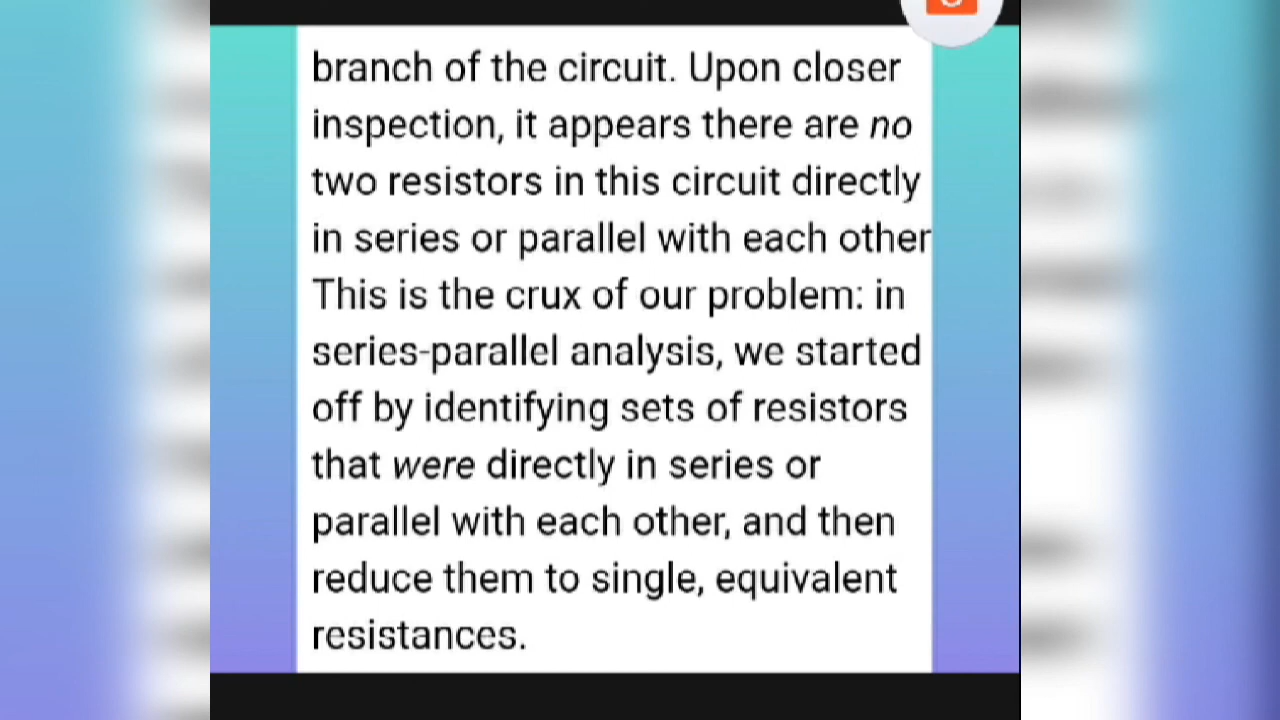 branch of the circuit. Upon closer
inspection, it appears there are no
two resistors in this circuit directly
in series or parallel with each other
This is the crux of our problem: in
series-parallel analysis, we started
off by identifying sets of resistors
that were directly in series or
parallel with each other, and then
reduce them to single, equivalent
resistances.